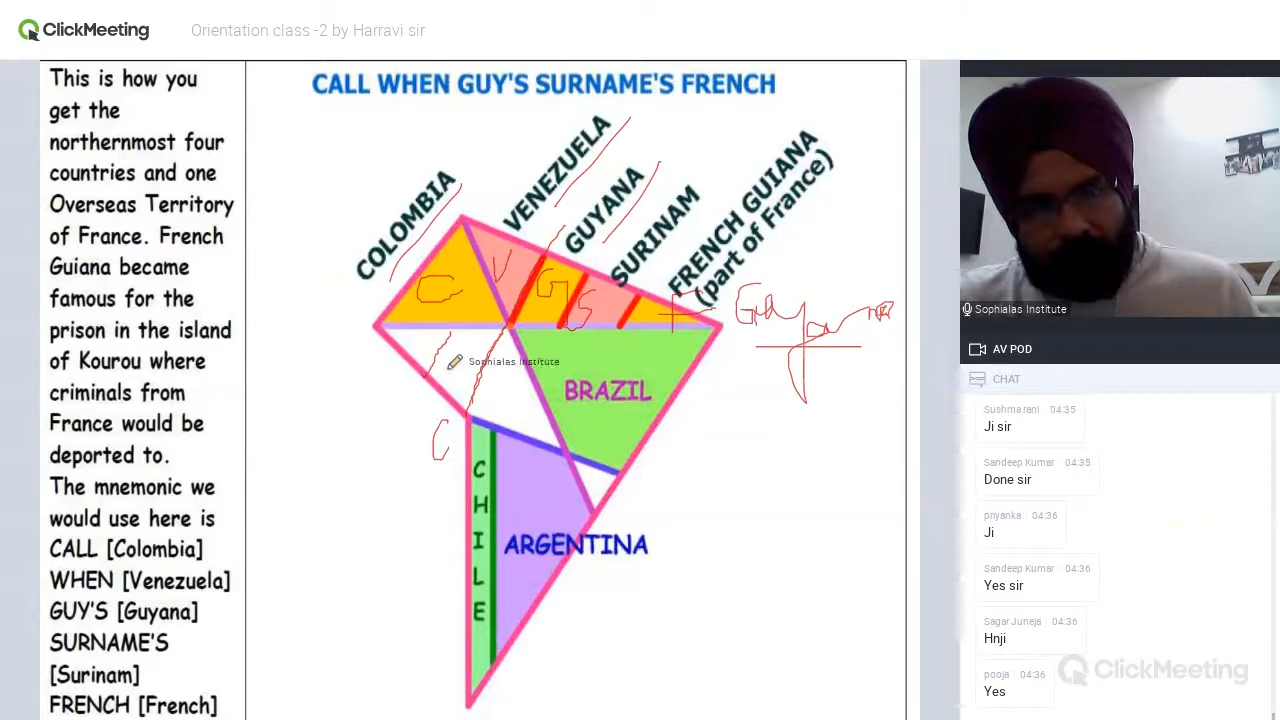 ClickMeeting
Orientation class -2 by Harravi sir
This is how you
get the
northernmost four
countries and one
Overseas Territory
of France. French
Guiana became
famous for the
prison in the island
of Kourou where
criminals from
France would be
deported to.
The mnemonic we
would use here is
CALL [Colombia]
WHEN [Venezuela]
GUY'S [Guyana]
SURNAME'S
[Surinam]
FRENCH [French]
CALL WHEN GUY'S SURNAME'S FRENCH
COLOMBIA
VENEZUELA
GUYANA
SURINAM
FRENCH GUIANA
(part of France)
C
V
G
S
F
Sophialas Institute
BRAZIL
C
CHILE
ARGENTINA
Sophialas Institute
AV POD
CHAT
Sushma rani 04:35
Ji sir
Sandeep Kumar 04:35
Done sir
priyanka 04:36
Ji
Sandeep Kumar 04:36
Yes sir
Sagar Juneja 04:36
Hnji
pooja 04:36
Yes
ClickMeeting